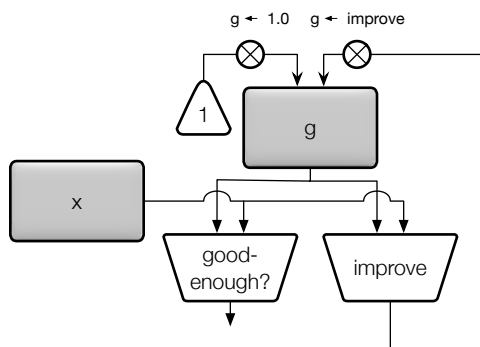 g ← 1.0
g ← improve
1
g
x
good-
enough?
improve